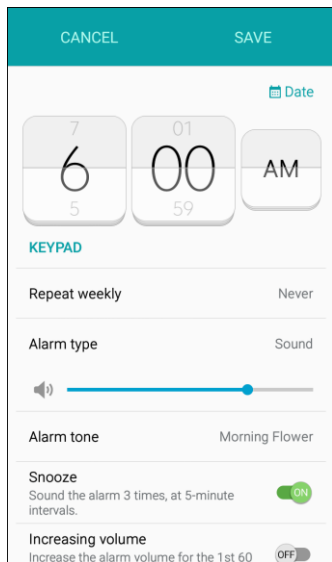 CANCEL SAVE
Date
7 01
6 00 AM
5 59
KEYPAD
Repeat weekly Never
Alarm type Sound
Alarm tone Morning Flower
Snooze
Sound the alarm 3 times, at 5-minute
intervals.
ON
Increasing volume
Increase the alarm volume for the 1st 60
OFF